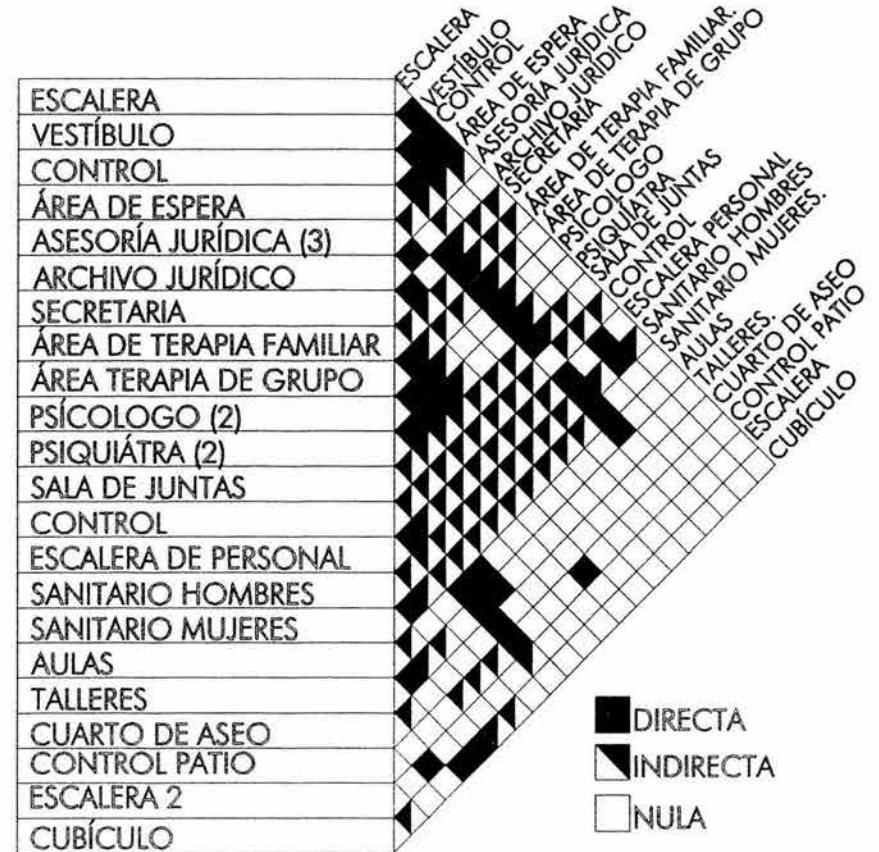 ESCALERA
VESTÍBULO
CONTROL
ÁREA DE ESPERA
ASESORÍA JURÍDICA
ARCHIVO JURÍDICO
SECRETARÍA
ÁREA DE TERAPIA FAMILIAR.
ÁREA DE TERAPIA DE GRUPO
PSÍCOLOGO
PSIQUIATRA
SALA DE JUNTAS
CONTROL
ESCALERA PERSONAL
SANITARIO HOMBRES
SANITARIO MUJERES.
AULAS
TALLERES.
CUARTO DE ASEO
CONTROL PATIO
ESCALERA
CUBÍCULO
ESCALERA
VESTÍBULO
CONTROL
ÁREA DE ESPERA
ASESORÍA JURÍDICA (3)
ARCHIVO JURÍDICO
SECRETARIA
ÁREA DE TERAPIA FAMILIAR
ÁREA TERAPIA DE GRUPO
PSÍCOLOGO (2)
PSIQUIÁTRA (2)
SALA DE JUNTAS
CONTROL
ESCALERA DE PERSONAL
SANITARIO HOMBRES
SANITARIO MUJERES
AULAS
TALLERES
CUARTO DE ASEO
CONTROL PATIO
ESCALERA 2
CUBÍCULO
DIRECTA
INDIRECTA
NULA